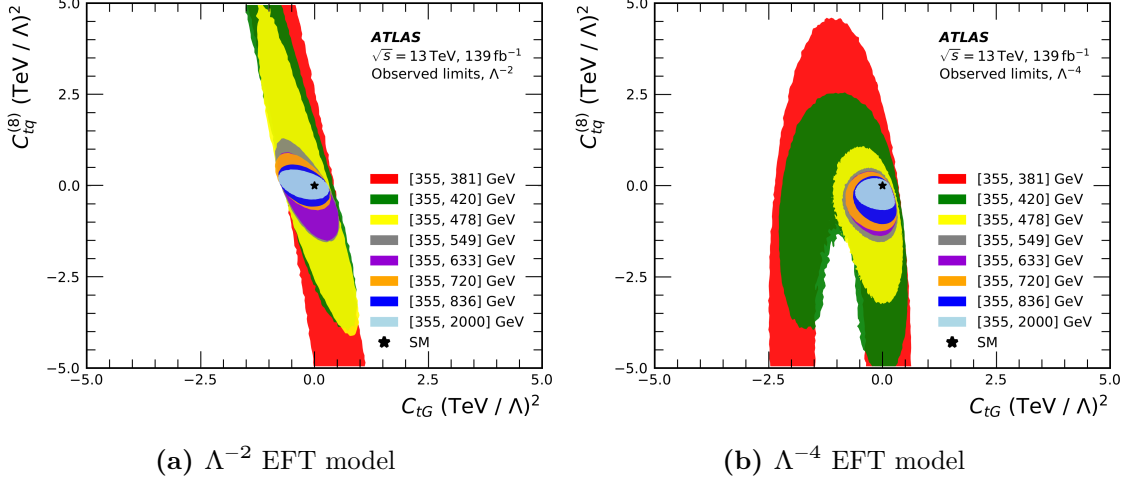 C_{tq}^{(8)} (TeV / Λ)²
5.0
2.5
0.0
−2.5
−5.0
−5.0
−2.5
0.0
2.5
5.0
C_{tG} (TeV / Λ)²
ATLAS
√s = 13 TeV, 139 fb⁻¹
Observed limits, Λ⁻²
[355, 381] GeV
[355, 420] GeV
[355, 478] GeV
[355, 549] GeV
[355, 633] GeV
[355, 720] GeV
[355, 836] GeV
[355, 2000] GeV
SM
(a) Λ⁻² EFT model
C_{tq}^{(8)} (TeV / Λ)²
5.0
2.5
0.0
−2.5
−5.0
−5.0
−2.5
0.0
2.5
5.0
C_{tG} (TeV / Λ)²
ATLAS
√s = 13 TeV, 139 fb⁻¹
Observed limits, Λ⁻⁴
[355, 381] GeV
[355, 420] GeV
[355, 478] GeV
[355, 549] GeV
[355, 633] GeV
[355, 720] GeV
[355, 836] GeV
[355, 2000] GeV
SM
(b) Λ⁻⁴ EFT model